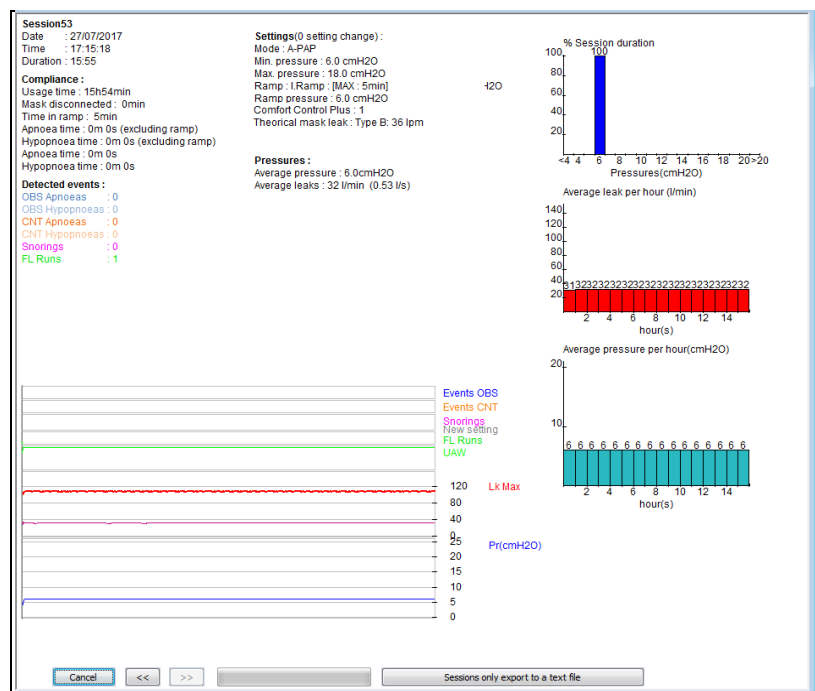 Session53
Date : 27/07/2017
Time : 17:15:18
Duration : 15:55
Compliance :
Usage time : 15h54min
Mask disconnected : 0min
Time in ramp : 5min
Apnoea time : 0m 0s (excluding ramp)
Hypopnoea time : 0m 0s (excluding ramp)
Apnoea time : 0m 0s
Hypopnoea time : 0m 0s
Detected events :
OBS Apnoeas : 0
OBS Hypopnoeas : 0
CNT Apnoeas : 0
CNT Hypopnoeas : 0
Snorings : 0
FL Runs : 1
Settings(0 setting change) :
Mode : A-PAP
Min. pressure : 6.0 cmH2O
Max. pressure : 18.0 cmH2O
Ramp : I.Ramp : [MAX : 5min]
Ramp pressure : 6.0 cmH2O
Comfort Control Plus : 1
Theorical mask leak : Type B: 36 lpm
Pressures :
Average pressure : 6.0cmH2O
Average leaks : 32 l/min (0.53 l/s)
H2O
% Session duration
100
100
80
60
40
20
<4 4 6 8 10 12 14 16 18 20 >20
Pressures(cmH2O)
Average leak per hour (l/min)
140
120
100
80
60
40
20
31323232323232323232323232323232
2 4 6 8 10 12 14
hour(s)
Average pressure per hour(cmH2O)
20
10
6 6 6 6 6 6 6 6 6 6 6 6 6 6 6 6
2 4 6 8 10 12 14
hour(s)
Events OBS
Events CNT
Snorings
New setting
FL Runs
UAW
120 Lk Max
80
40
0
25 Pr(cmH2O)
20
15
10
5
0
Cancel << >> Sessions only export to a text file